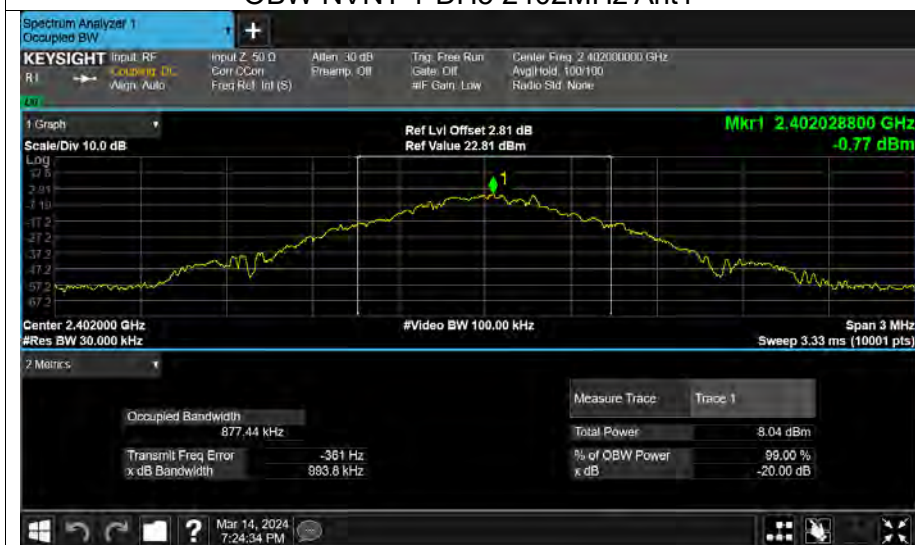 OBW NVNT 1-DH5 2402MHz Ant1
Spectrum Analyzer 1
Occupied BW
1
+
KEYSIGHT Input: RF Input Z: 50 Ω Atten: 30 dB Trig: Free Run Center Freq: 2.402000000 GHz
R1 Coupling: DC Corr CCorr Preamp: Off Gate: Off Avg|Hold: 100/100
Align: Auto Freq Ref: Int (S) #IF Gain: Low Radio Std: None
1 Graph
Mkr1 2.402028800 GHz
Ref Lvl Offset 2.81 dB
Scale/Div 10.0 dB Ref Value 22.81 dBm -0.77 dBm
Log
1
2.81
-7.19
-17.2
-27.2
-37.2
-47.2
-57.2
-67.2
Center 2.402000 GHz #Video BW 100.00 kHz Span 3 MHz
#Res BW 30.000 kHz Sweep 3.33 ms (10001 pts)
2 Metrics
Measure Trace Trace 1
Occupied Bandwidth
877.44 kHz Total Power 8.04 dBm
Transmit Freq Error -361 Hz % of OBW Power 99.00 %
x dB Bandwidth 993.8 kHz x dB -20.00 dB
? Mar 14, 2024
7:24:34 PM